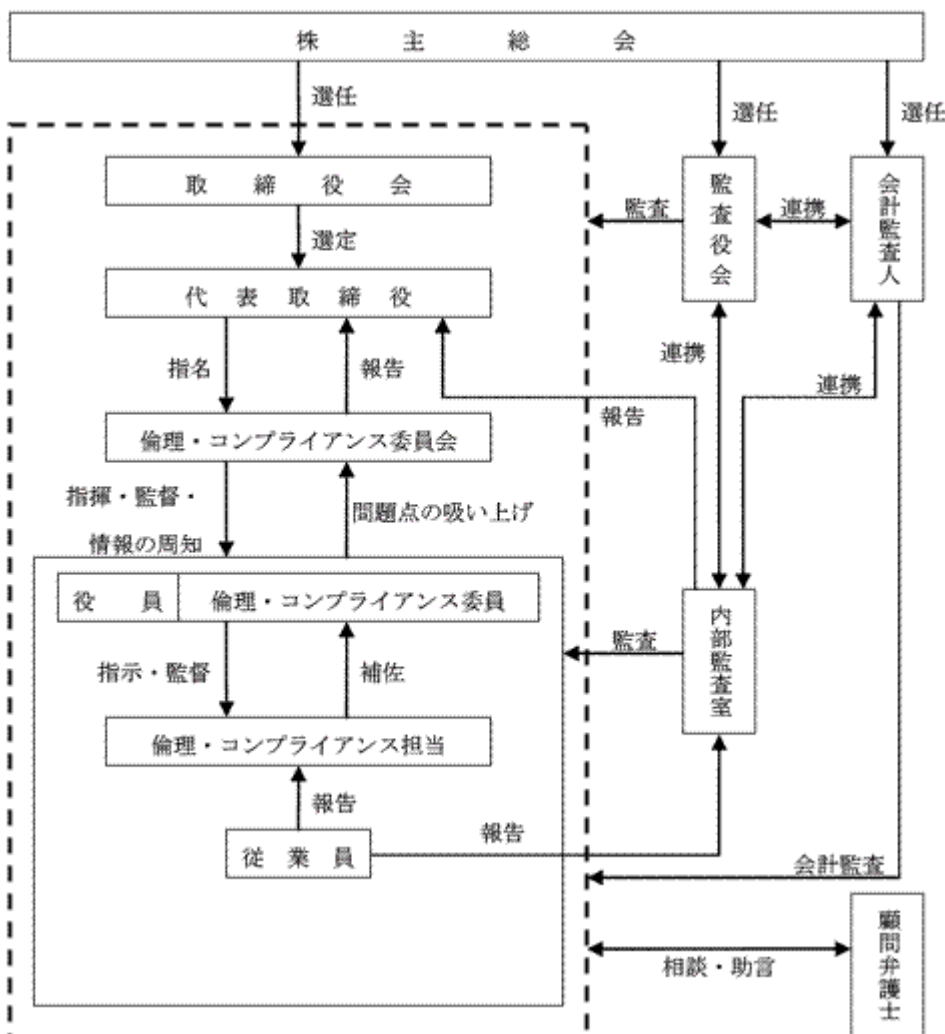 株主総会
選任
選任
選任
取締役会
監査役会
会計監査人
監査
連携
選定
代表取締役
指名
報告
連携
連携
報告
倫理・コンプライアンス委員会
指揮・監督・
情報の周知
問題点の吸い上げ
役員
倫理・コンプライアンス委員
内部監査室
監査
指示・監督
補佐
倫理・コンプライアンス担当
報告
報告
従業員
会計監査
顧問弁護士
相談・助言